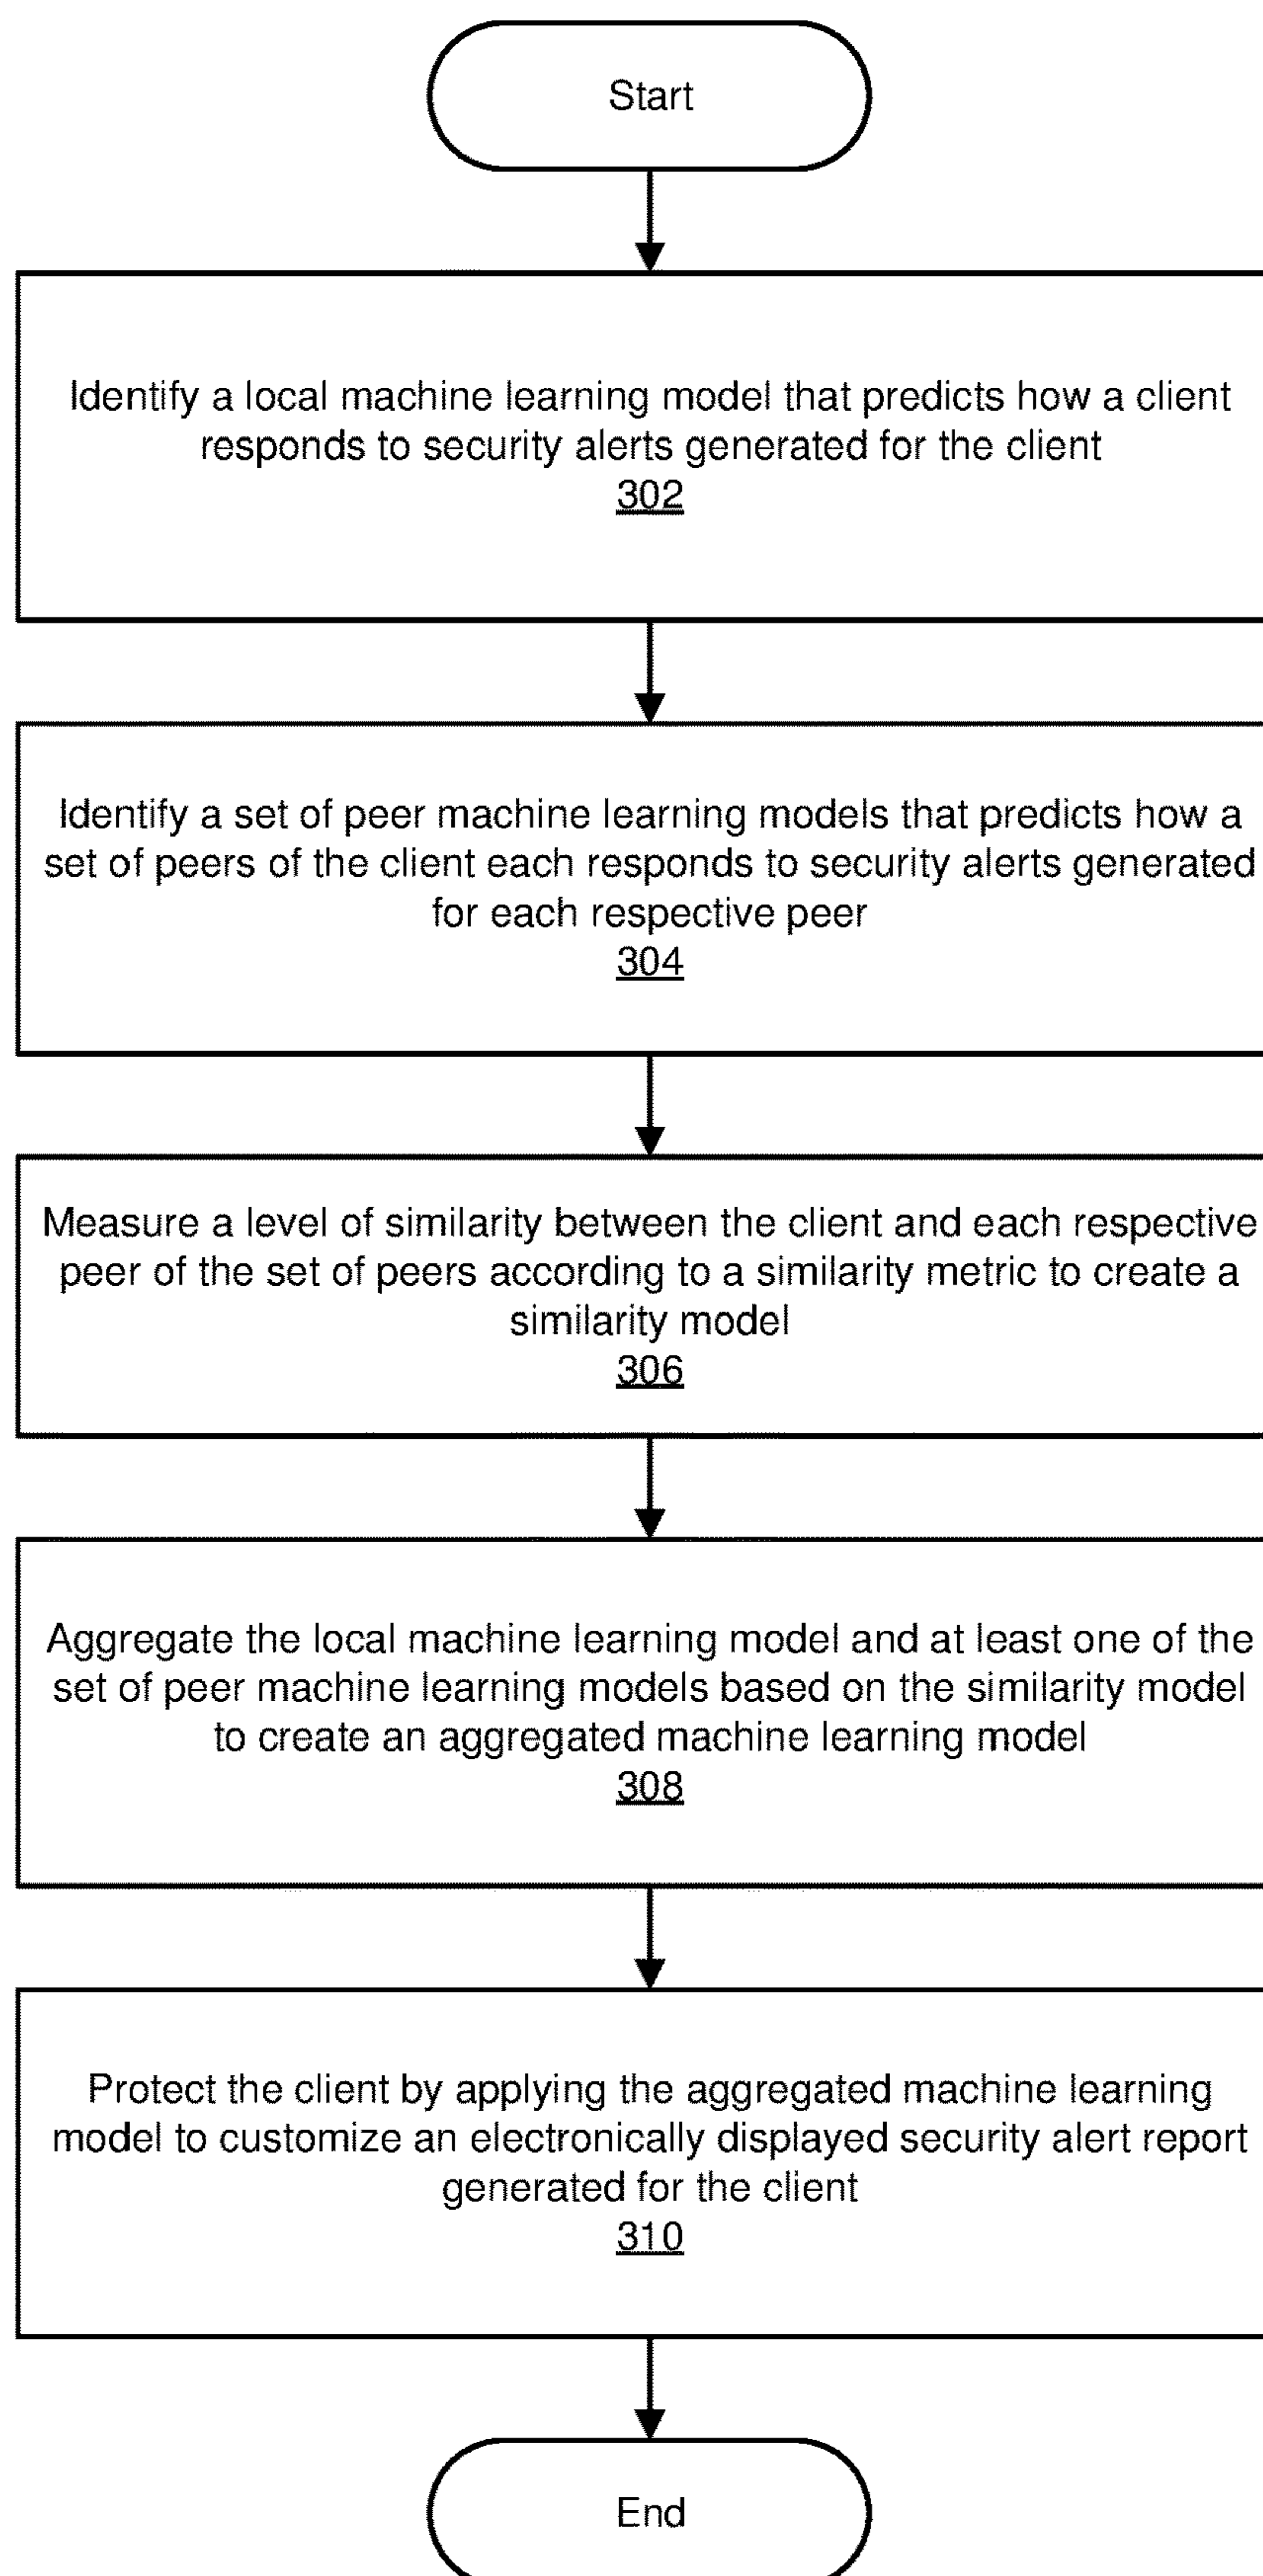 Start
Identify a local machine learning model that predicts how a client
responds to security alerts generated for the client
302
Identify a set of peer machine learning models that predicts how a
set of peers of the client each responds to security alerts generated
for each respective peer
304
Measure a level of similarity between the client and each respective
peer of the set of peers according to a similarity metric to create a
similarity model
306
Aggregate the local machine learning model and at least one of the
set of peer machine learning models based on the similarity model
to create an aggregated machine learning model
308
Protect the client by applying the aggregated machine learning
model to customize an electronically displayed security alert report
generated for the client
310
End